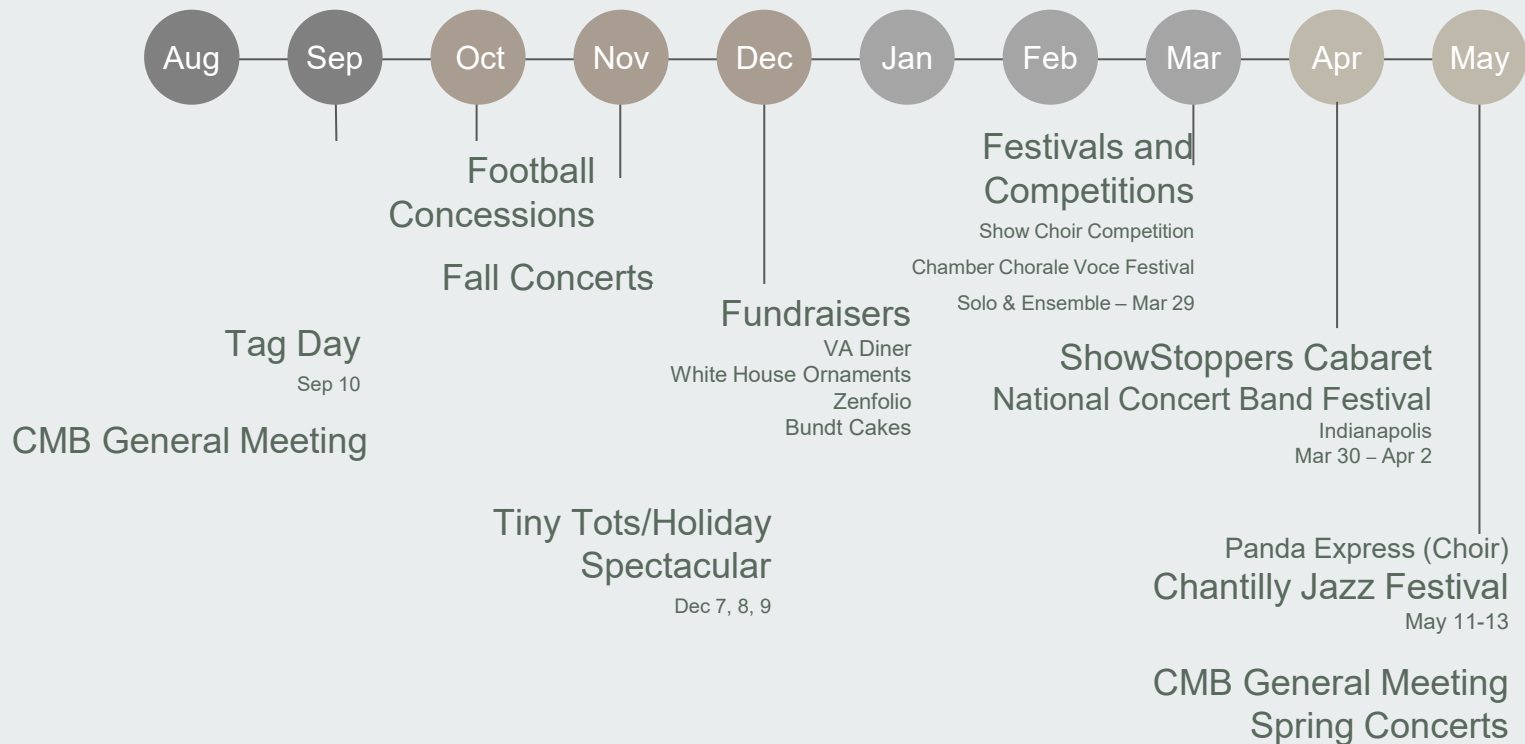 Aug
Sep
Oct
Nov
Dec
Jan
Feb
Mar
Apr
May
Tag Day
Sep 10
CMB General Meeting
Football
Concessions
Fall Concerts
Fundraisers
VA Diner
White House Ornaments
Zenfolio
Bundt Cakes
Tiny Tots/Holiday
Spectacular
Dec 7, 8, 9
Festivals and
Competitions
Show Choir Competition
Chamber Chorale Voce Festival
Solo & Ensemble – Mar 29
ShowStoppers Cabaret
National Concert Band Festival
Indianapolis
Mar 30 – Apr 2
Panda Express (Choir)
Chantilly Jazz Festival
May 11-13
CMB General Meeting
Spring Concerts